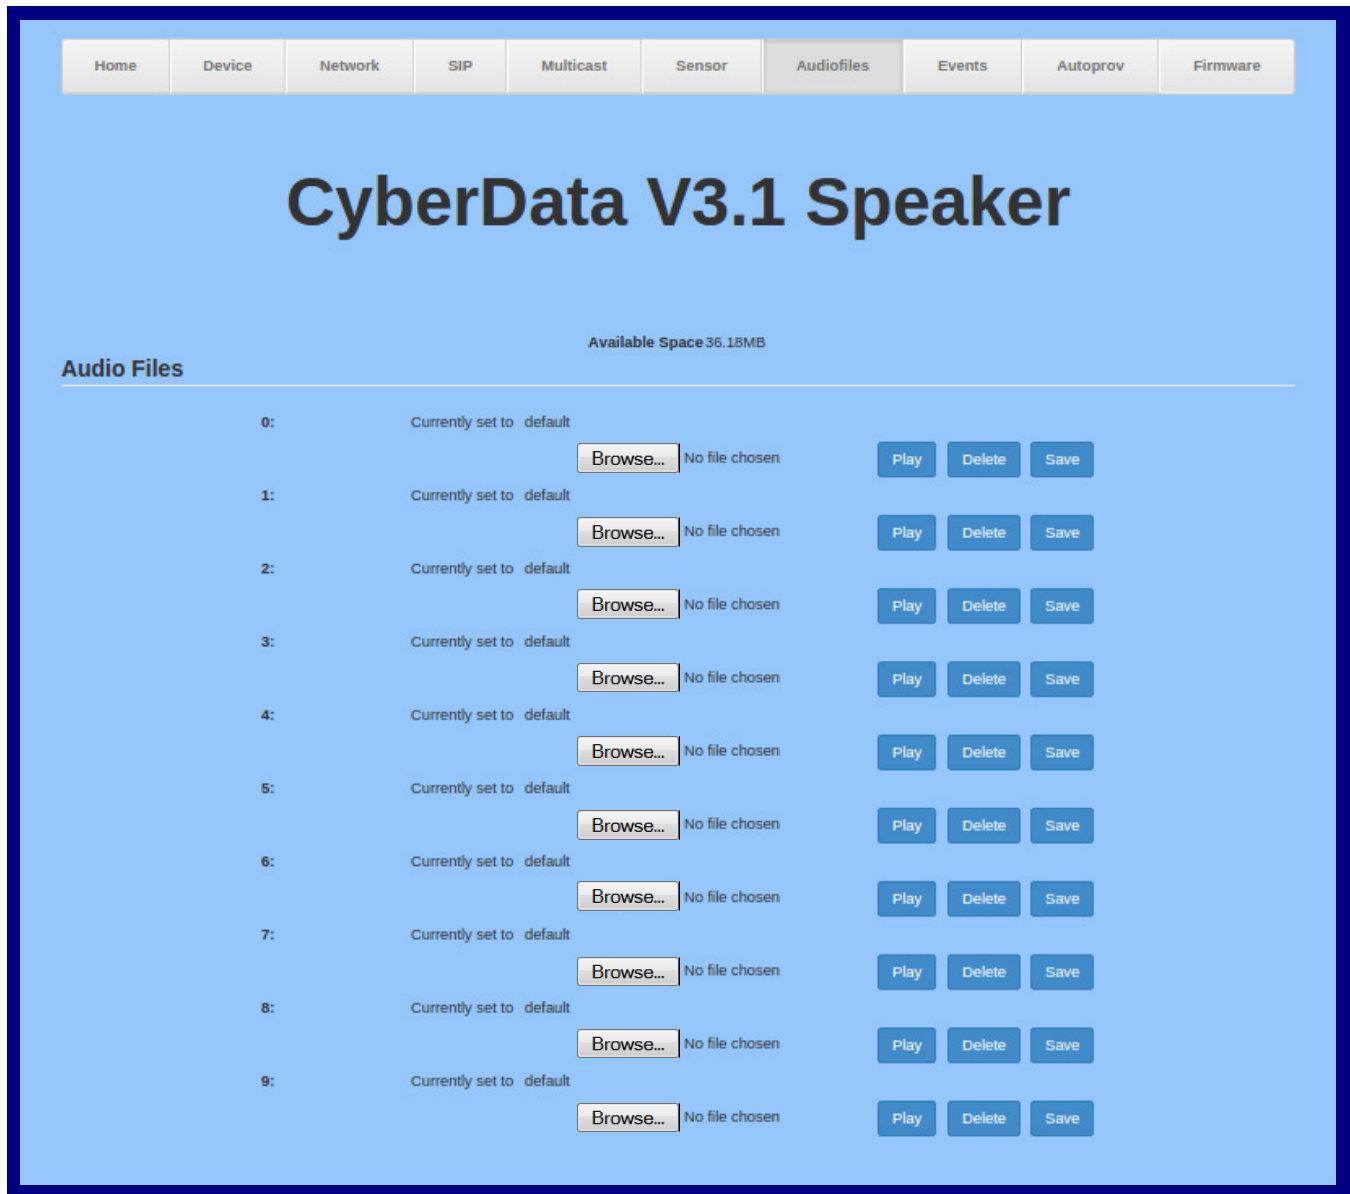 Home Device Network SIP Multicast Sensor Audiofiles Events Autoprov Firmware
CyberData V3.1 Speaker
Available Space 36.18MB
Audio Files
0: Currently set to default
Browse... No file chosen Play Delete Save
1: Currently set to default
Browse... No file chosen Play Delete Save
2: Currently set to default
Browse... No file chosen Play Delete Save
3: Currently set to default
Browse... No file chosen Play Delete Save
4: Currently set to default
Browse... No file chosen Play Delete Save
5: Currently set to default
Browse... No file chosen Play Delete Save
6: Currently set to default
Browse... No file chosen Play Delete Save
7: Currently set to default
Browse... No file chosen Play Delete Save
8: Currently set to default
Browse... No file chosen Play Delete Save
9: Currently set to default
Browse... No file chosen Play Delete Save